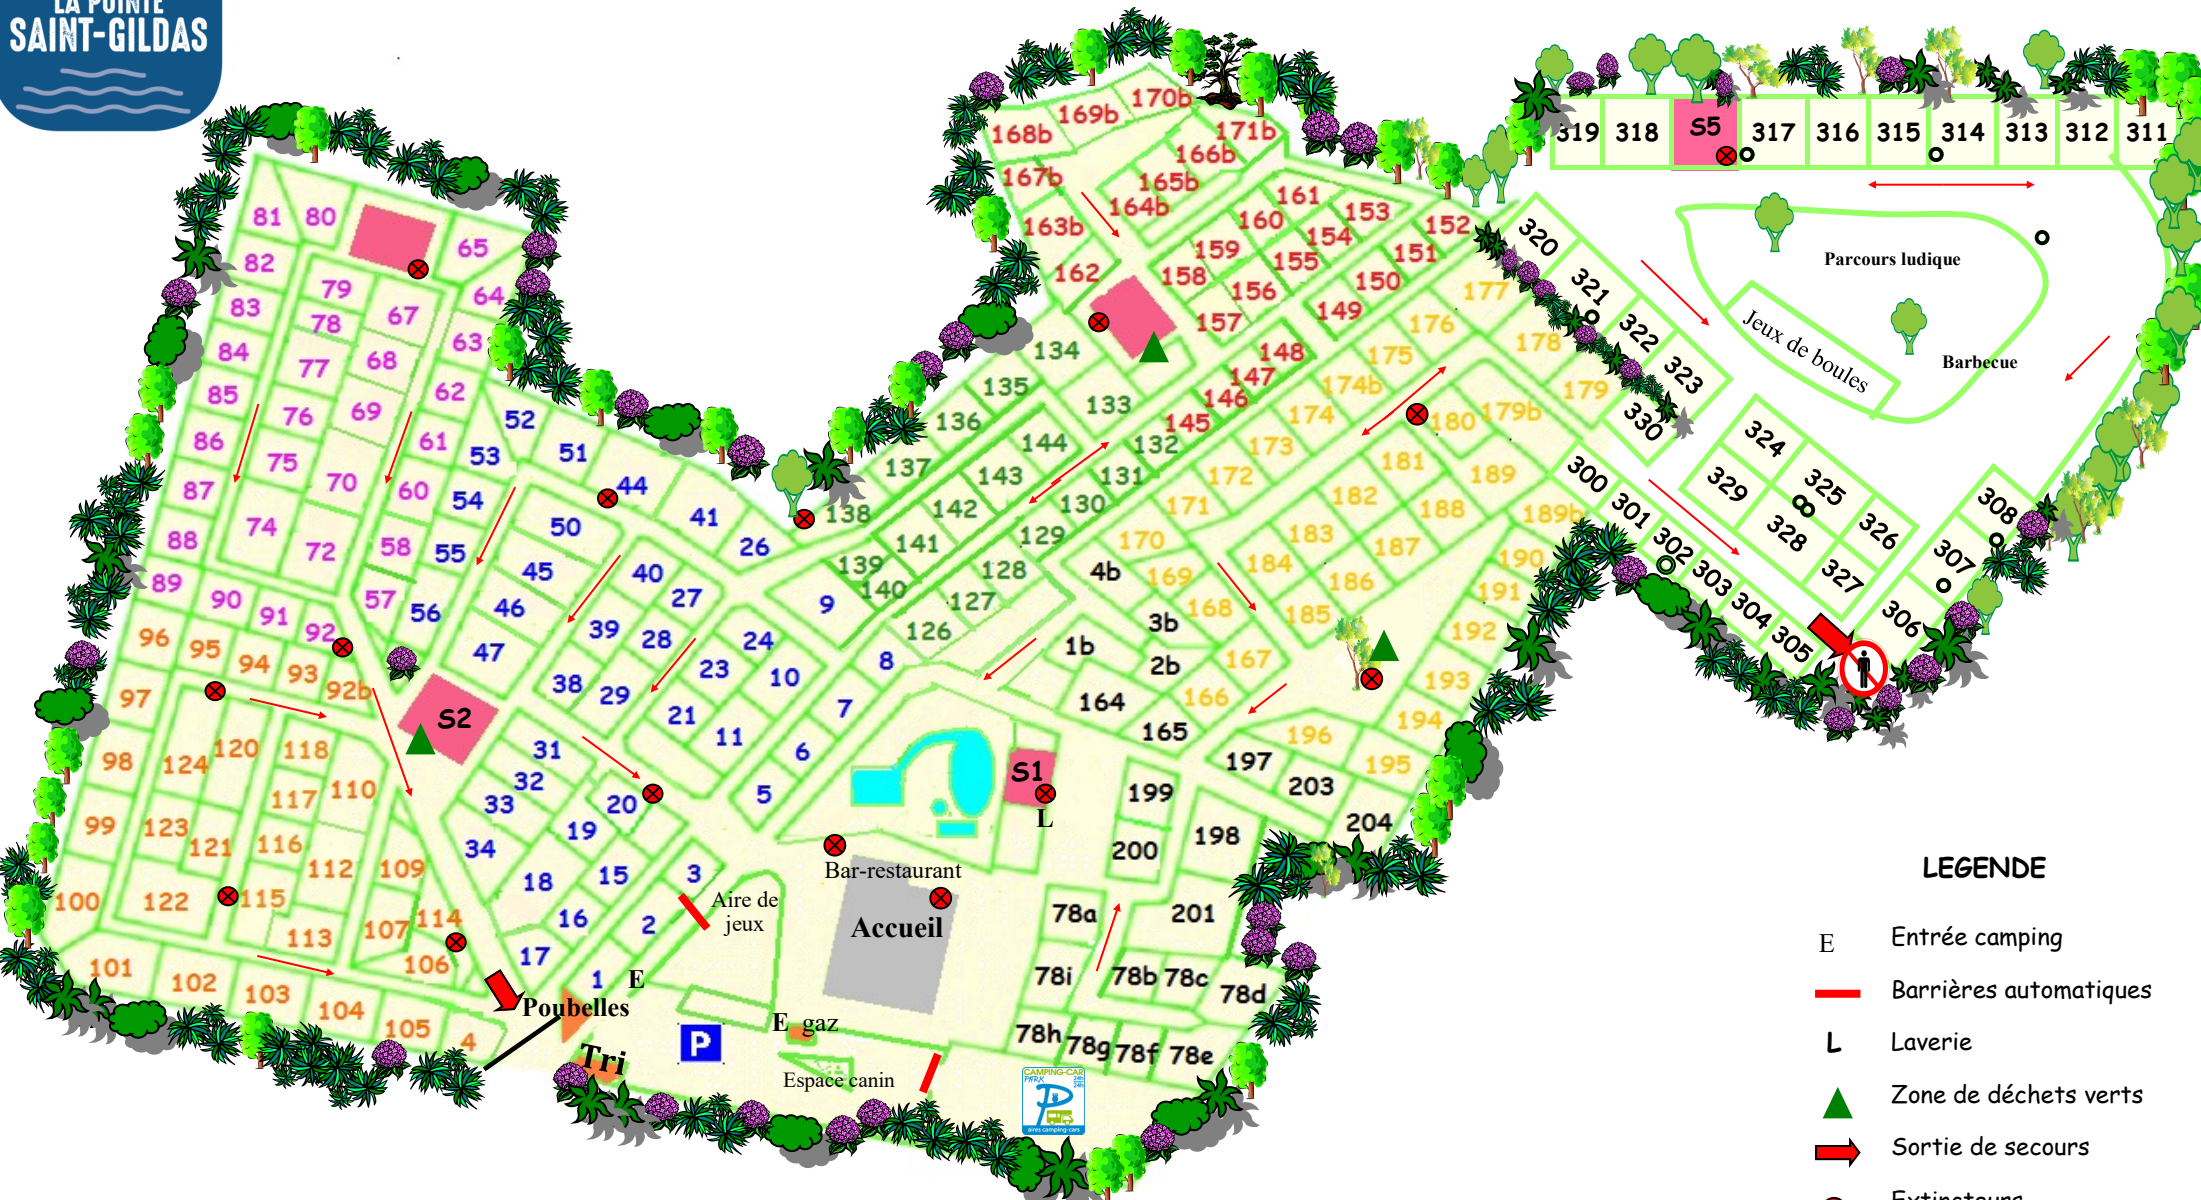 LA POINTE
SAINT-GILDAS
168b 169b 170b
171b
166b
167b 165b
164b
163b
162
161 153 152
160 154 151
159 155 150
158 156 149
157
148
147
146
145
319 318 S5 317 316 315 314 313 312 311
320
321
322
323
330
Parcours ludique
Jeux de boules
Barbecue
324
325
326
329
328
327
308
307
306
300
301
302
303
304
305
81 80 65
82 79 67 64
83 78 63
84 77 68 62
85 76 69 61
86 75 70 60
87 74 72 58
88 57
89 90 91 92
52 51 44 41 26
53
54 50
55 45 40 27
56 46 39 28
47 38 29
24 9
23 10 8
21 11 7
6
5
134
135 133
136 144
137 143 132
138 142 131
141 130
139 129
140 128
127
126
177
176 178
175 179
174b 179b
174 180
173 181 189
172 182 188 189b
171 183 187 190
170 184 186 191
169 185 192
168 193
167 194
166 196 195
4b
3b
1b 2b
164
165
197 203
204
199 198
200
201
78a
78i 78b 78c 78d
78h 78g 78f 78e
96 95 94 93 92b
97
98 124 120 118
117 110
99 123 121 116
112 109
100 122 115 114
113 107
106
101 102 103 104 105 4
S2
31
32
33 20
34 19
18 15 3
16 2
17
1
S1
L
Bar-restaurant
Accueil
Aire de
jeux
E
Poubelles
Tri
P
E gaz
Espace canin
CAMPING-CAR
PARK
P
aires camping-cars
LEGENDE
E Entrée camping
Barrières automatiques
L Laverie
Zone de déchets verts
Sortie de secours
Extincteurs